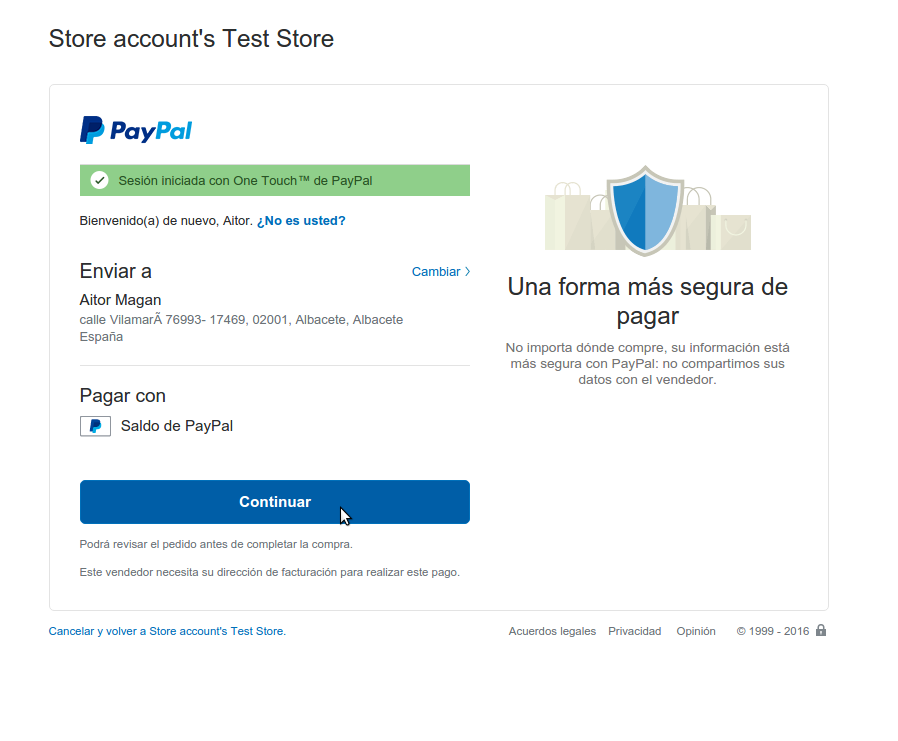 Store account's Test Store
PayPal
Sesión iniciada con One Touch™ de PayPal
Bienvenido(a) de nuevo, Aitor. ¿No es usted?
Enviar a
Cambiar
Aitor Magan
calle VilamarÃ 76993- 17469, 02001, Albacete, Albacete
España
Pagar con
Saldo de PayPal
Continuar
Podrá revisar el pedido antes de completar la compra.
Este vendedor necesita su dirección de facturación para realizar este pago.
Una forma más segura de
pagar
No importa dónde compre, su información está
más segura con PayPal: no compartimos sus
datos con el vendedor.
Cancelar y volver a Store account's Test Store.
Acuerdos legales Privacidad Opinión © 1999 - 2016